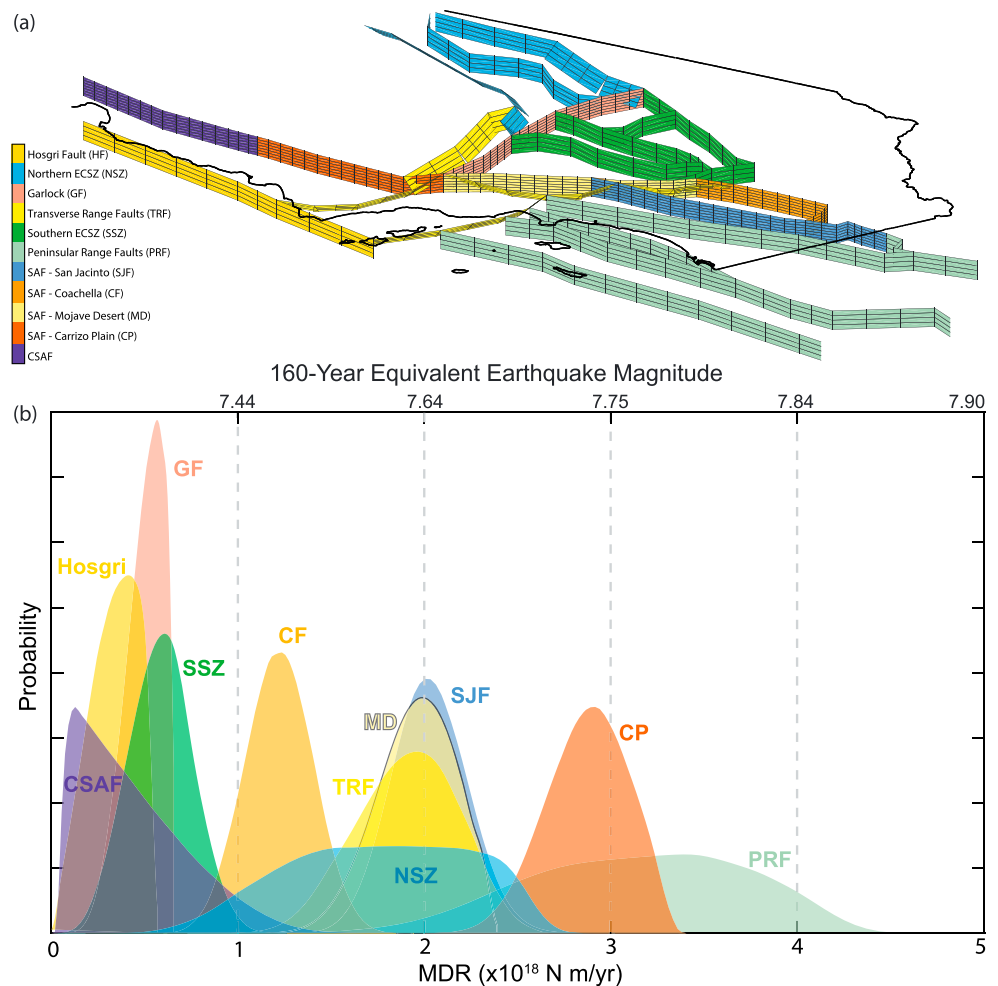 (a)
Hosgri Fault (HF)
Northern ECSZ (NSZ)
Garlock (GF)
Transverse Range Faults (TRF)
Southern ECSZ (SSZ)
Peninsular Range Faults (PRF)
SAF - San Jacinto (SJF)
SAF - Coachella (CF)
SAF - Mojave Desert (MD)
SAF - Carrizo Plain (CP)
CSAF
160-Year Equivalent Earthquake Magnitude
(b)
7.44 7.64 7.75 7.84 7.90
GF
Hosgri
SSZ
CF
MD
SJF
CP
CSAF
TRF
NSZ
PRF
Probability
0 1 2 3 4 5
MDR (x10¹⁸ N m/yr)